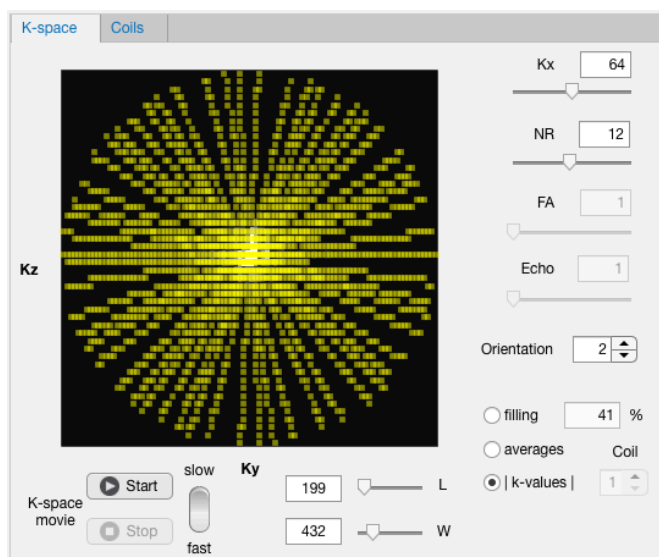 K-space Coils
Kx 64
NR 12
FA 1
Echo 1
Kz
Orientation 2
filling 41 %
averages Coil
| k-values | 1
Ky
K-space
movie
Start
Stop
slow
fast
199 L
432 W